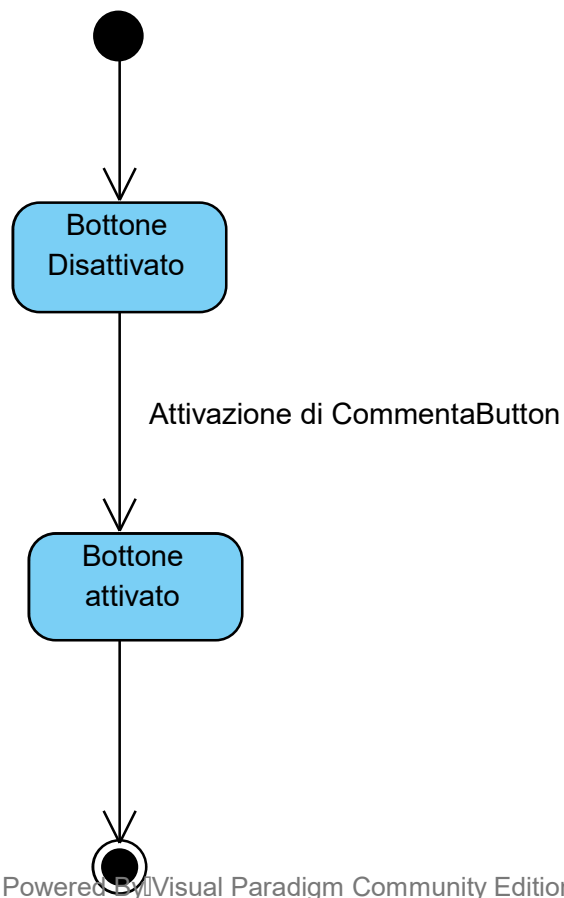 Bottone
Disattivato
Attivazione di CommentaButton
Bottone
attivato
Powered By Visual Paradigm Community Edition